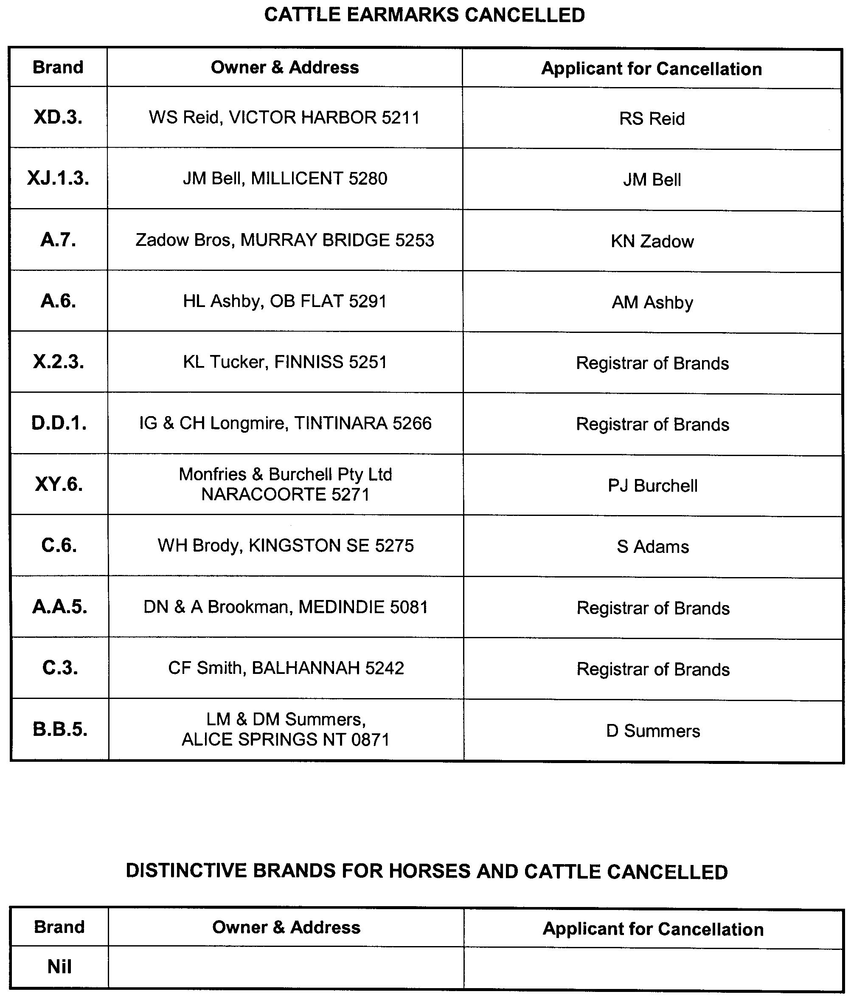 CATTLE EARMARKS CANCELLED
Brand Owner & Address Applicant for Cancellation
XD.3. WS Reid, VICTOR HARBOR 5211 RS Reid
XJ.1.3. JM Bell, MILLICENT 5280 JM Bell
A.7. Zadow Bros, MURRAY BRIDGE 5253 KN Zadow
A.6. HL Ashby, OB FLAT 5291 AM Ashby
X.2.3. KL Tucker, FINNISS 5251 Registrar of Brands
D.D.1. IG & CH Longmire, TINTINARA 5266 Registrar of Brands
XY.6. Monfries & Burchell Pty Ltd
NARACOORTE 5271 PJ Burchell
C.6. WH Brody, KINGSTON SE 5275 S Adams
A.A.5. DN & A Brookman, MEDINDIE 5081 Registrar of Brands
C.3. CF Smith, BALHANNAH 5242 Registrar of Brands
B.B.5. LM & DM Summers,
ALICE SPRINGS NT 0871 D Summers
DISTINCTIVE BRANDS FOR HORSES AND CATTLE CANCELLED
Brand Owner & Address Applicant for Cancellation
Nil